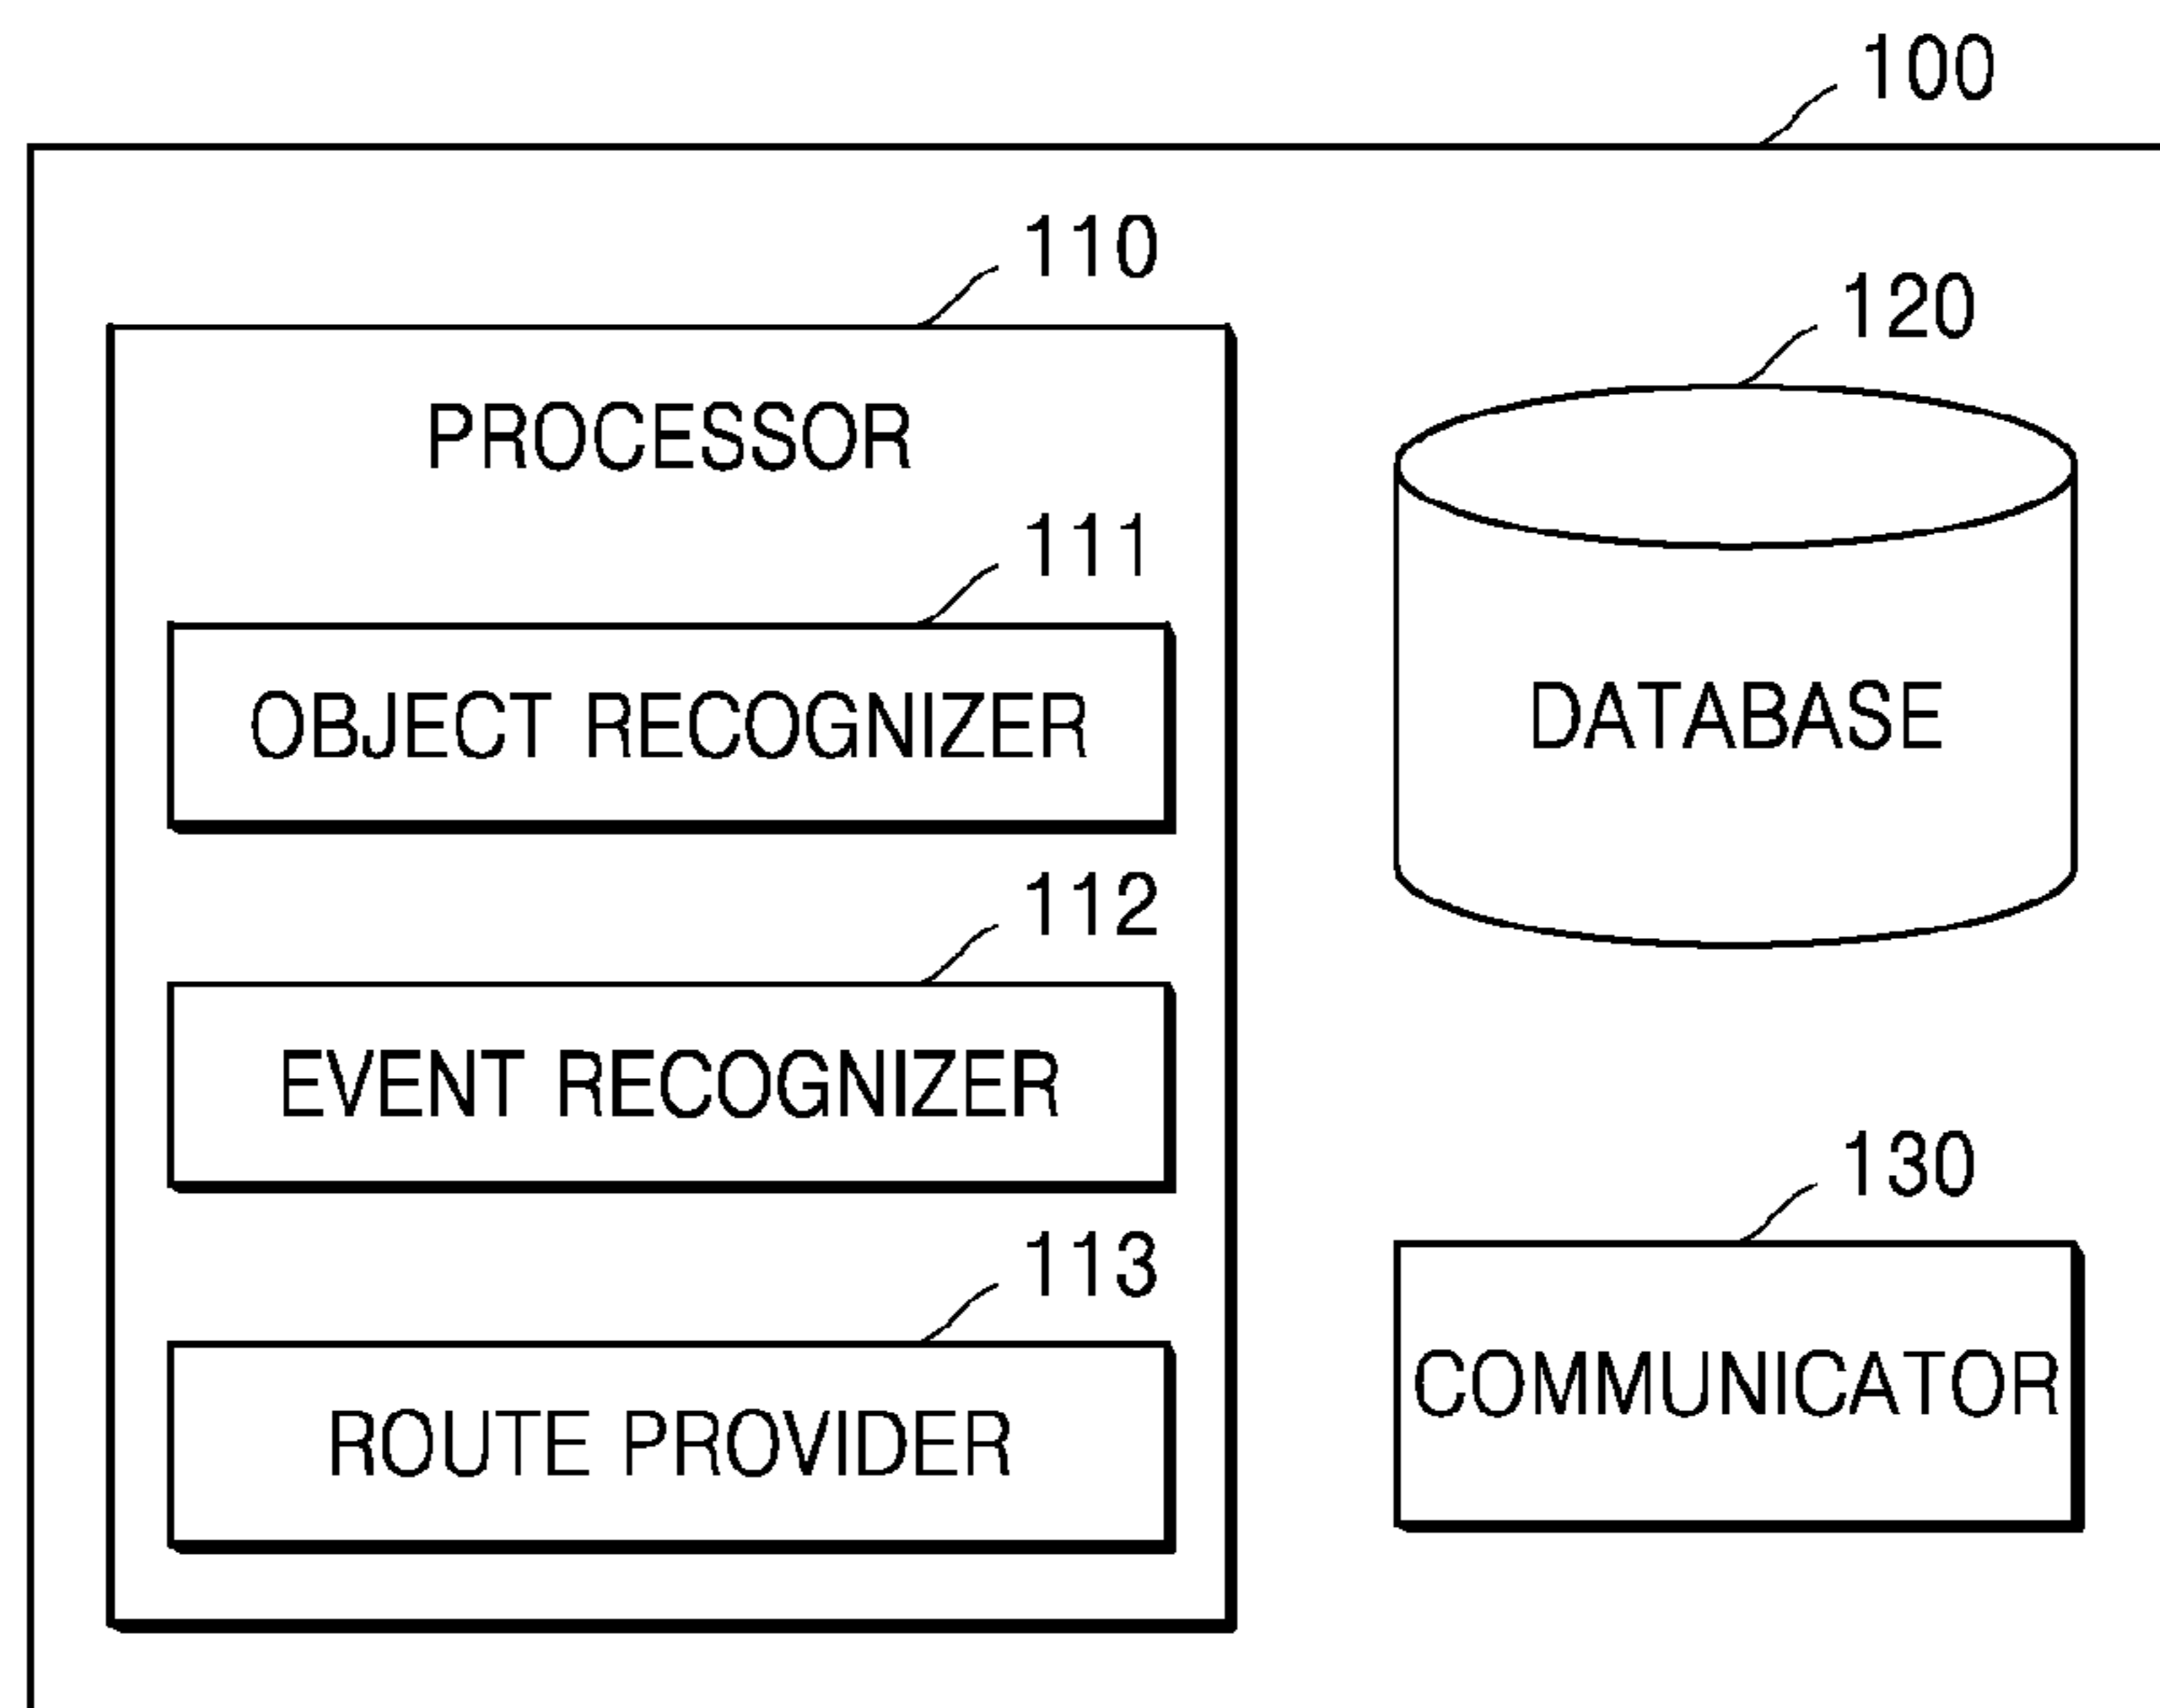 100
110
PROCESSOR
111
OBJECT RECOGNIZER
112
EVENT RECOGNIZER
113
ROUTE PROVIDER
120
DATABASE
130
COMMUNICATOR